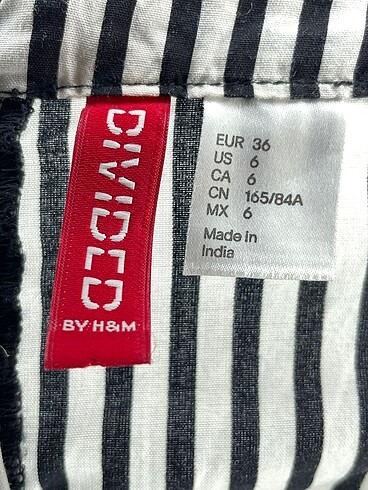 DIVIDED
BY H&M
EUR 36
US 6
CA 6
CN 165/84A
MX 6
Made in
India